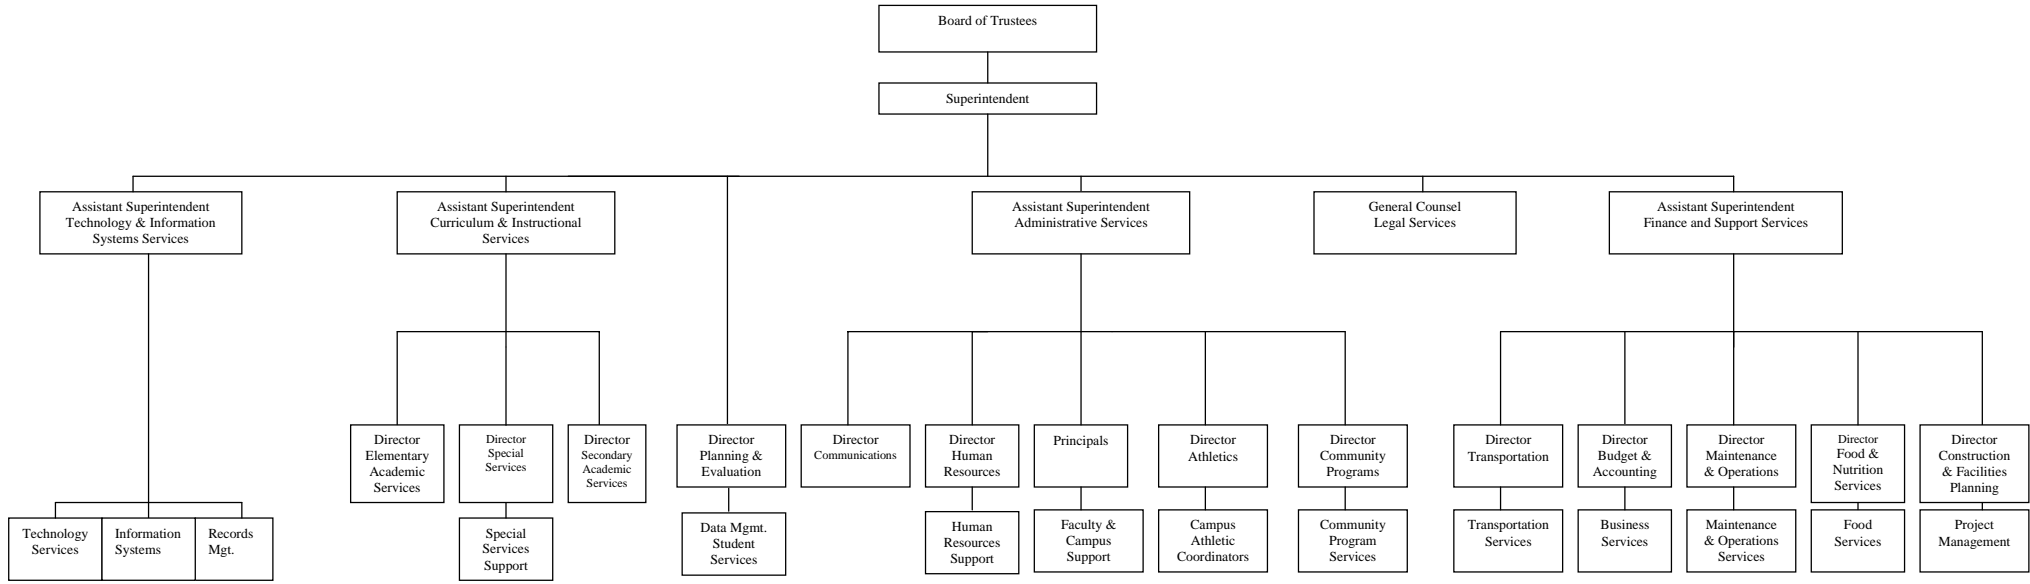 Board of Trustees
Superintendent
Assistant Superintendent
Technology & Information
Systems Services
Assistant Superintendent
Curriculum & Instructional
Services
Assistant Superintendent
Administrative Services
General Counsel
Legal Services
Assistant Superintendent
Finance and Support Services
Director
Elementary
Academic
Services
Director
Special
Services
Director
Secondary
Academic
Services
Director
Planning &
Evaluation
Director
Communications
Director
Human
Resources
Principals
Director
Athletics
Director
Community
Programs
Director
Transportation
Director
Budget &
Accounting
Director
Maintenance
& Operations
Director
Food &
Nutrition
Services
Director
Construction
& Facilities
Planning
Technology
Services
Information
Systems
Records
Mgt.
Special
Services
Support
Data Mgmt.
Student
Services
Human
Resources
Support
Faculty &
Campus
Support
Campus
Athletic
Coordinators
Community
Program
Services
Transportation
Services
Business
Services
Maintenance
& Operations
Services
Food
Services
Project
Management